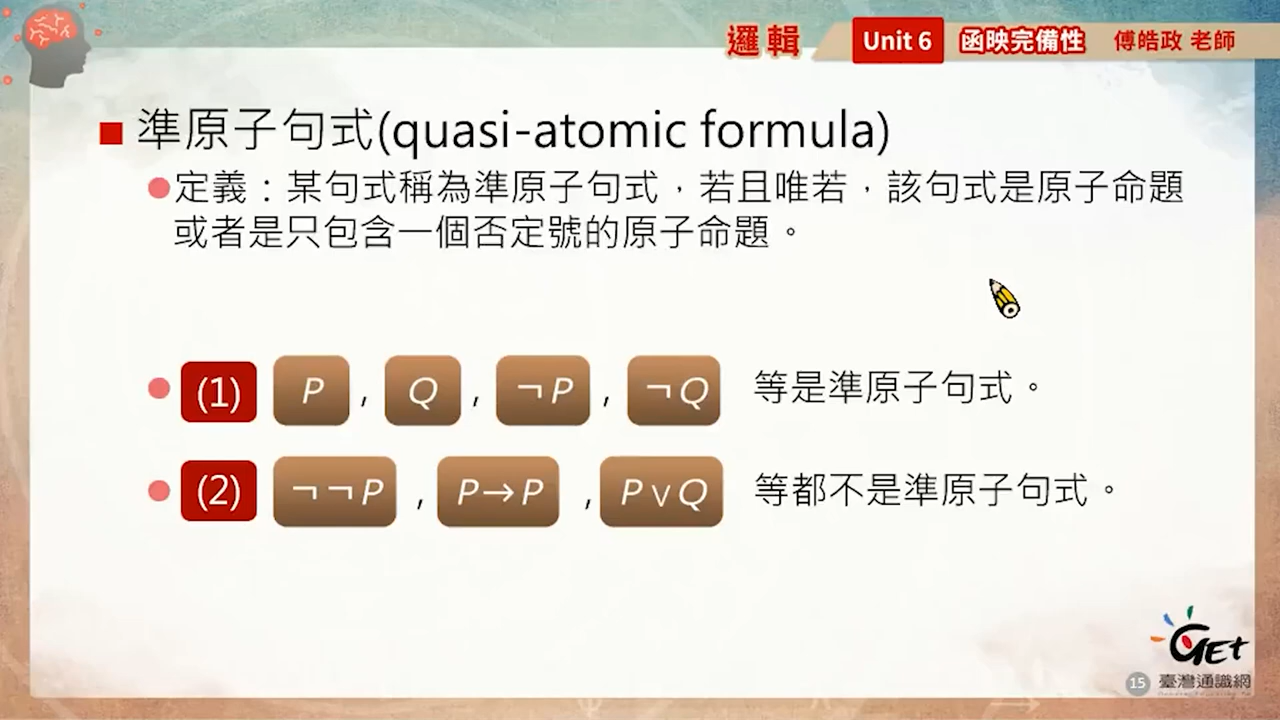 邏輯 Unit 6 函映完備性 傅皓政 老師
準原子句式(quasi-atomic formula)
定義：某句式稱為準原子句式，若且唯若，該句式是原子命題
或者是只包含一個否定號的原子命題。
(1) P , Q , ¬P , ¬Q 等是準原子句式。
(2) ¬¬P , P→P , P∨Q 等都不是準原子句式。
GEt
15 臺灣通識網